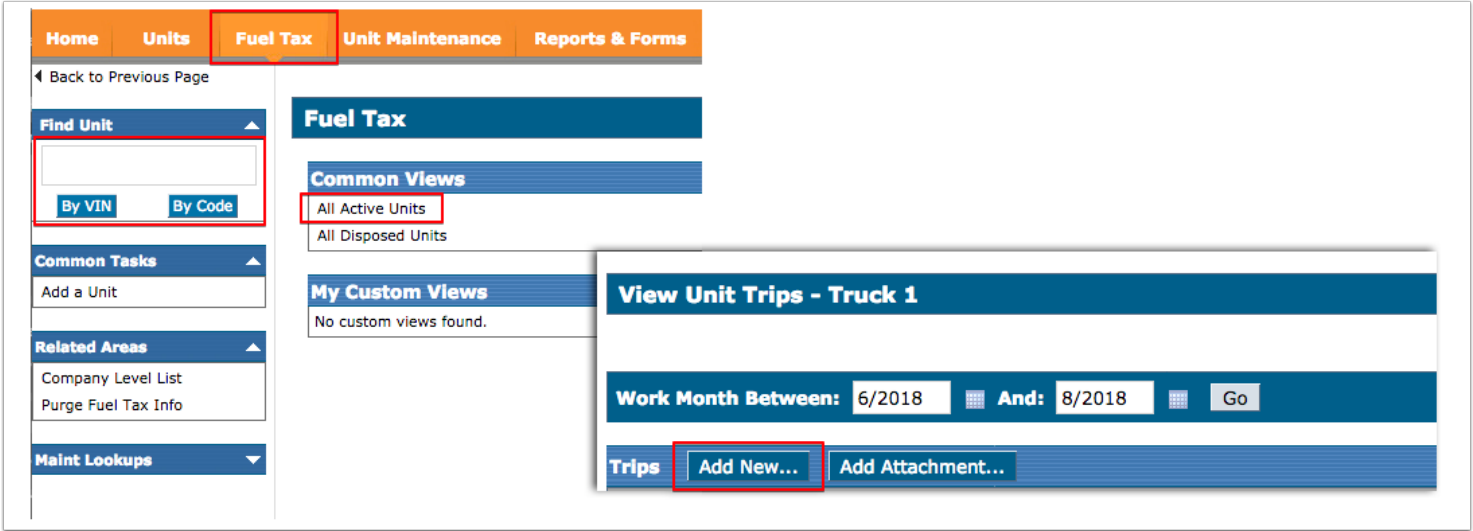 Home Units Fuel Tax Unit Maintenance Reports & Forms
Back to Previous Page
Find Unit
By VIN By Code
Common Tasks
Add a Unit
Related Areas
Company Level List
Purge Fuel Tax Info
Maint Lookups
Fuel Tax
Common Views
All Active Units
All Disposed Units
My Custom Views
No custom views found.
View Unit Trips - Truck 1
Work Month Between: 6/2018 And: 8/2018 Go
Trips Add New... Add Attachment...